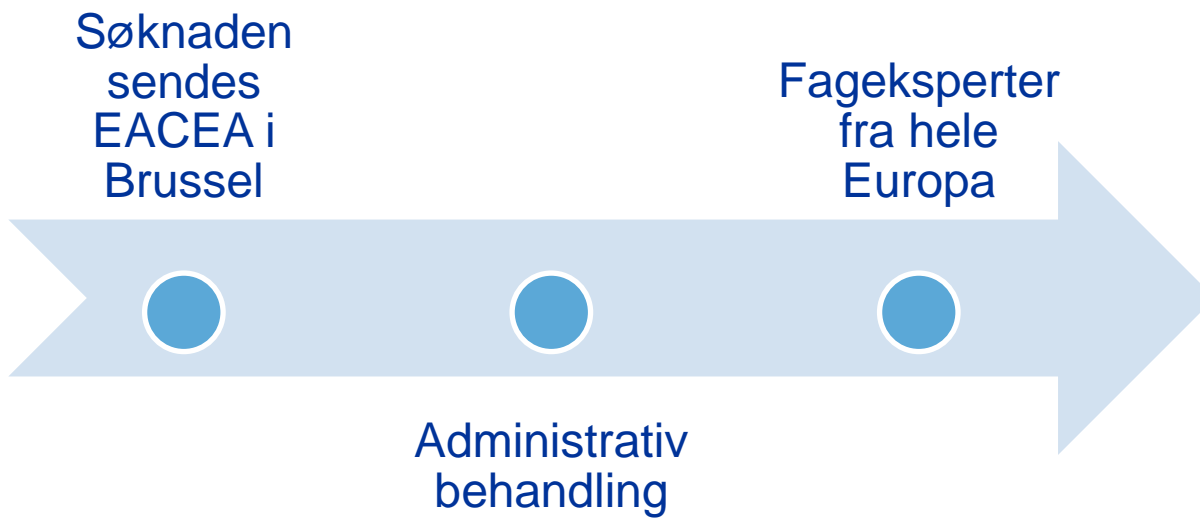 Søknaden
sendes
EACEA i
Brussel
Administrativ
behandling
Fageksperter
fra hele
Europa